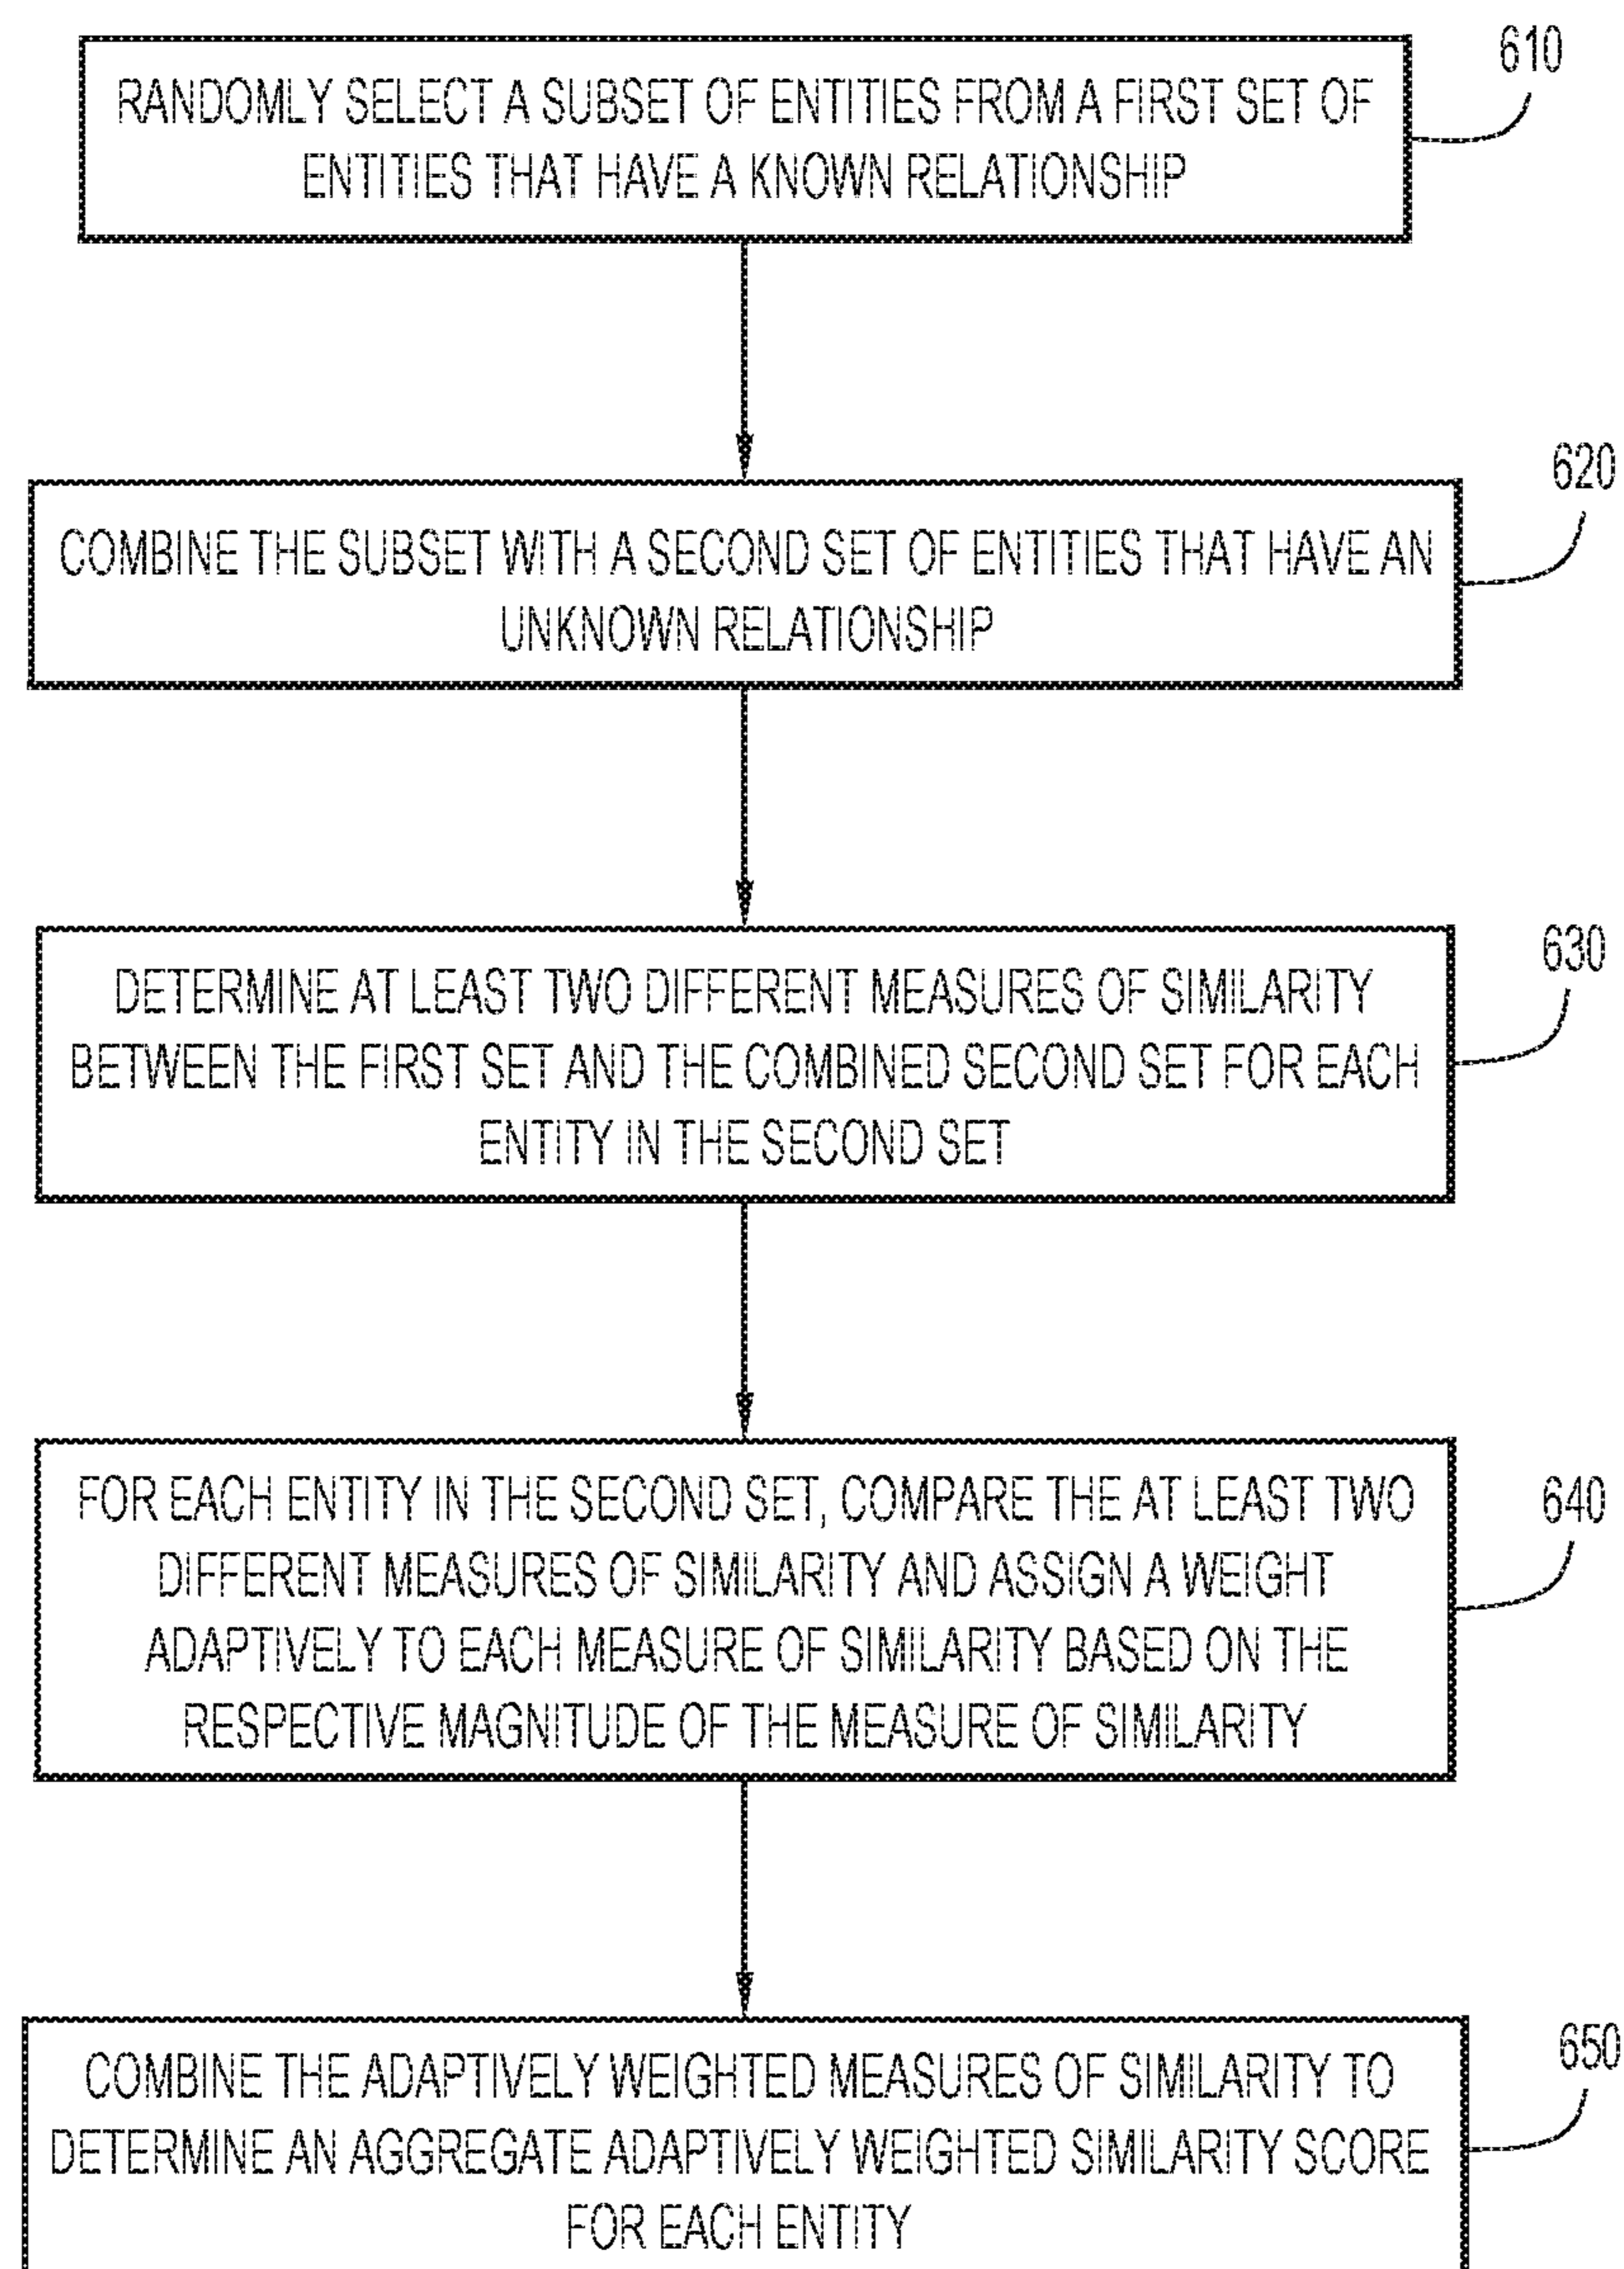 610
RANDOMLY SELECT A SUBSET OF ENTITIES FROM A FIRST SET OF
ENTITIES THAT HAVE A KNOWN RELATIONSHIP
620
COMBINE THE SUBSET WITH A SECOND SET OF ENTITIES THAT HAVE AN
UNKNOWN RELATIONSHIP
630
DETERMINE AT LEAST TWO DIFFERENT MEASURES OF SIMILARITY
BETWEEN THE FIRST SET AND THE COMBINED SECOND SET FOR EACH
ENTITY IN THE SECOND SET
640
FOR EACH ENTITY IN THE SECOND SET, COMPARE THE AT LEAST TWO
DIFFERENT MEASURES OF SIMILARITY AND ASSIGN A WEIGHT
ADAPTIVELY TO EACH MEASURE OF SIMILARITY BASED ON THE
RESPECTIVE MAGNITUDE OF THE MEASURE OF SIMILARITY
650
COMBINE THE ADAPTIVELY WEIGHTED MEASURES OF SIMILARITY TO
DETERMINE AN AGGREGATE ADAPTIVELY WEIGHTED SIMILARITY SCORE
FOR EACH ENTITY